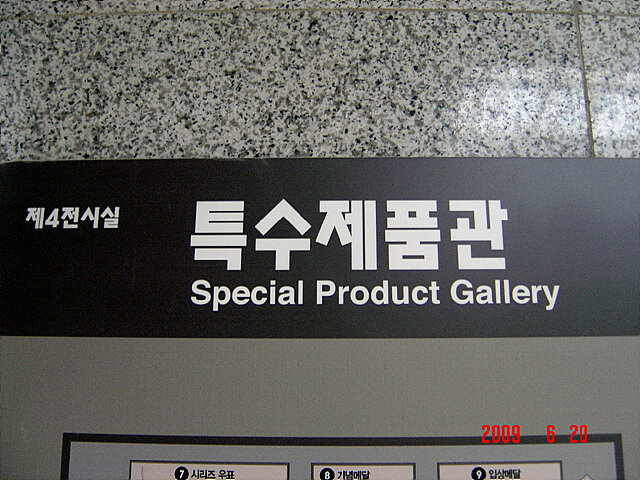 제4전시실
특수제품관
Special Product Gallery
2009 6 20
7 시리즈 우표
8 기념메달
9 입상메달